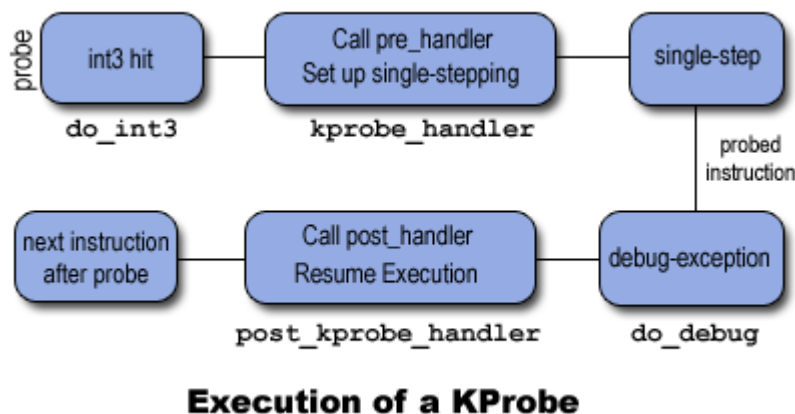 probe
int3 hit
Call pre_handler
Set up single-stepping
single-step
do_int3
kprobe_handler
probed
instruction
next instruction
after probe
Call post_handler
Resume Execution
debug-exception
post_kprobe_handler
do_debug
Execution of a KProbe